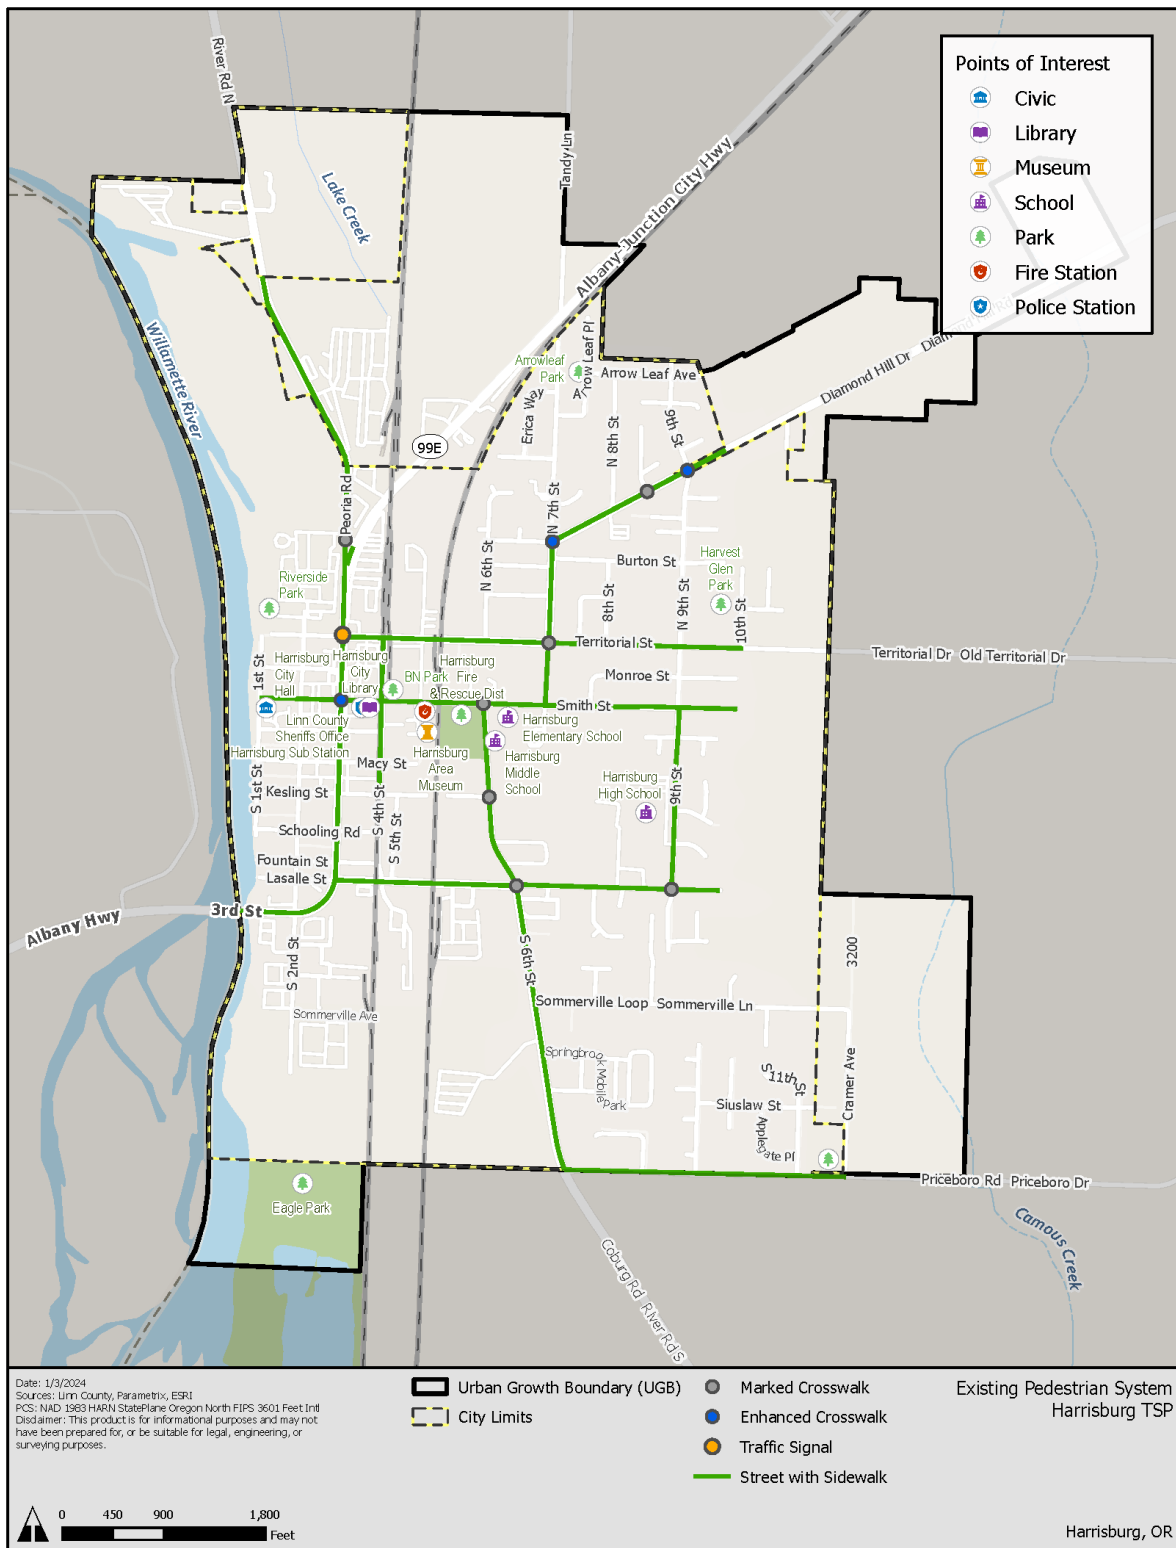 River Rd N
Lake Creek
Tandy Ln
Albany-Junction City Hwy
Points of Interest
Civic
Library
Museum
School
Park
Fire Station
Police Station
Willamette River
Arrowleaf
Park
Arrow Leaf Pl
Arrow Leaf Ave
Diamond Hill Dr
Erica Way
N 8th St
9th St
99E
Peoria Rd
N 7th St
N 6th St
Burton St
Harvest
Glen
Park
Riverside
Park
8th St
N 9th St
10th St
Territorial St
Territorial Dr
Old Territorial Dr
1st St
Harrisburg
City
Hall
Harrisburg
City
Library
BN Park
Harrisburg
Fire
& Rescue Dist
Monroe St
Smith St
Linn County
Sheriffs Office
Harrisburg Sub Station
Harrisburg
Elementary School
Harrisburg
Middle
School
Harrisburg
Area
Museum
Macy St
S 1st St
Kesling St
S 4th St
S 5th St
Harrisburg
High School
9th St
Schooling Rd
Fountain St
Lasalle St
3rd St
Albany Hwy
S 2nd St
S 6th St
3200
Sommerville Loop
Sommerville Ln
Sommerville Ave
Springbrook Mobile
Park
S 11th St
Siuslaw St
Applegate Pl
Cramer Ave
Eagle Park
Priceboro Rd
Priceboro Dr
Camous Creek
Coburg Rd
River Rd S
Date: 1/3/2024
Sources: Linn County, Parametrix, ESRI
PCS: NAD 1983 HARN StatePlane Oregon North FIPS 3601 Feet Intl
Disclaimer: This product is for informational purposes and may not
have been prepared for, or be suitable for legal, engineering, or
surveying purposes.
0 450 900 1,800
Feet
Urban Growth Boundary (UGB)
City Limits
Marked Crosswalk
Enhanced Crosswalk
Traffic Signal
Street with Sidewalk
Existing Pedestrian System
Harrisburg TSP
Harrisburg, OR